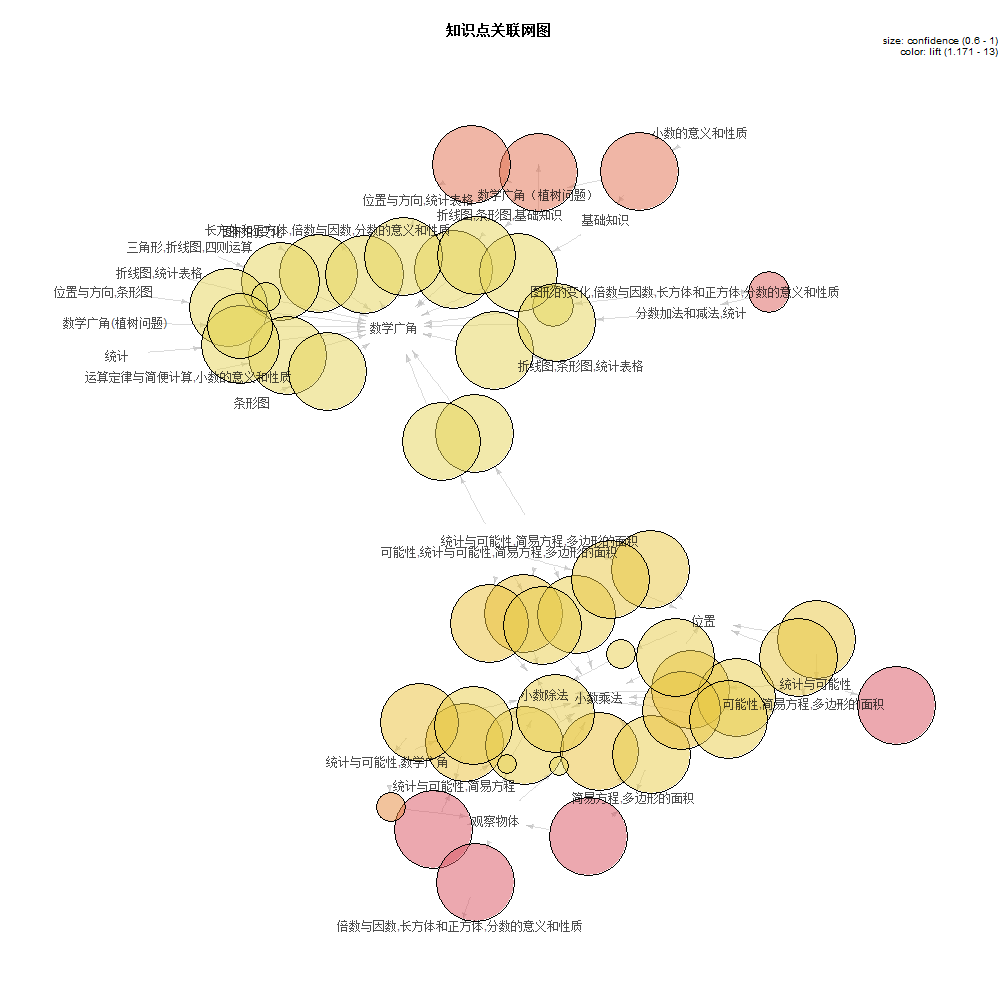 知识点关联网图
size: confidence (0.6 - 1)
color: lift (1.171 - 13)
小数的意义和性质
位置与方向,统计表格
数学广角（植树问题）
折线图,条形图,基础知识
基础知识
长方体和正方体,倍数与因数,分数的意义和性质
图形的变化
三角形,折线图,四则运算
折线图,统计表格
位置与方向,条形图
图形的变化,倍数与因数,长方体和正方体,分数的意义和性质
分数加法和减法,统计
数学广角(植树问题)
数学广角
统计
折线图,条形图,统计表格
运算定律与简便计算,小数的意义和性质
条形图
统计与可能性,简易方程,多边形的面积
可能性,统计与可能性,简易方程,多边形的面积
位置
统计与可能性
小数除法
小数乘法
可能性,简易方程,多边形的面积
统计与可能性,数学广角
统计与可能性,简易方程
简易方程,多边形的面积
观察物体
倍数与因数,长方体和正方体,分数的意义和性质